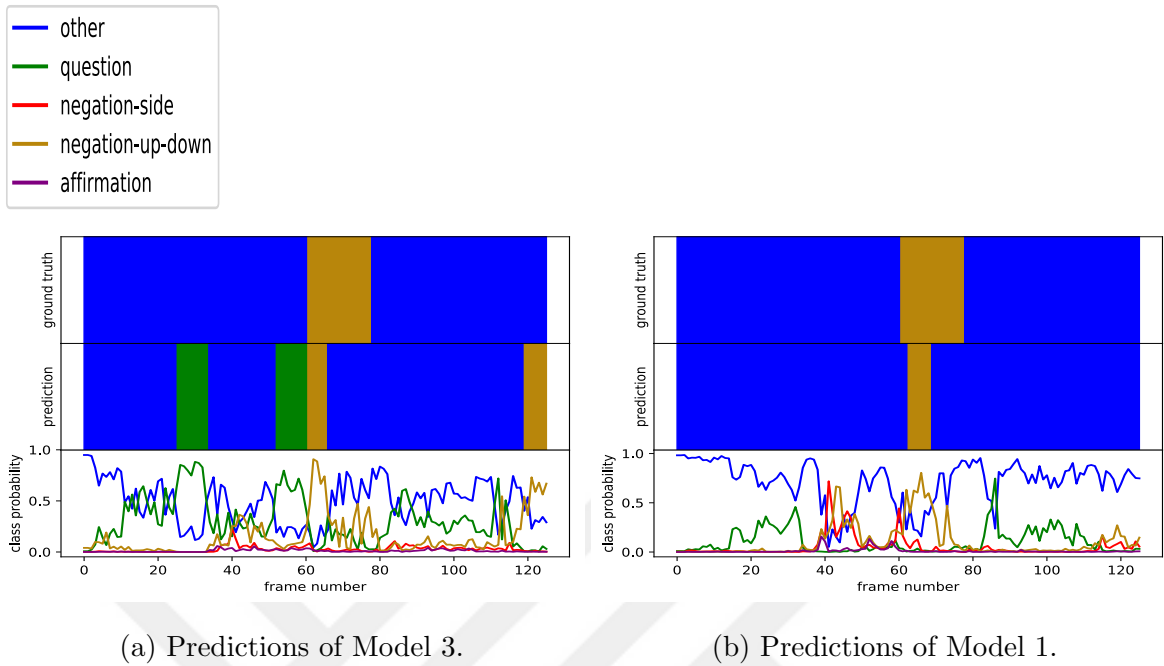 other
question
negation-side
negation-up-down
affirmation
ground truth
prediction
class probability
1.0
0.5
0.0
0 20 40 60 80 100 120
frame number
(a) Predictions of Model 3.
ground truth
prediction
class probability
1.0
0.5
0.0
0 20 40 60 80 100 120
frame number
(b) Predictions of Model 1.